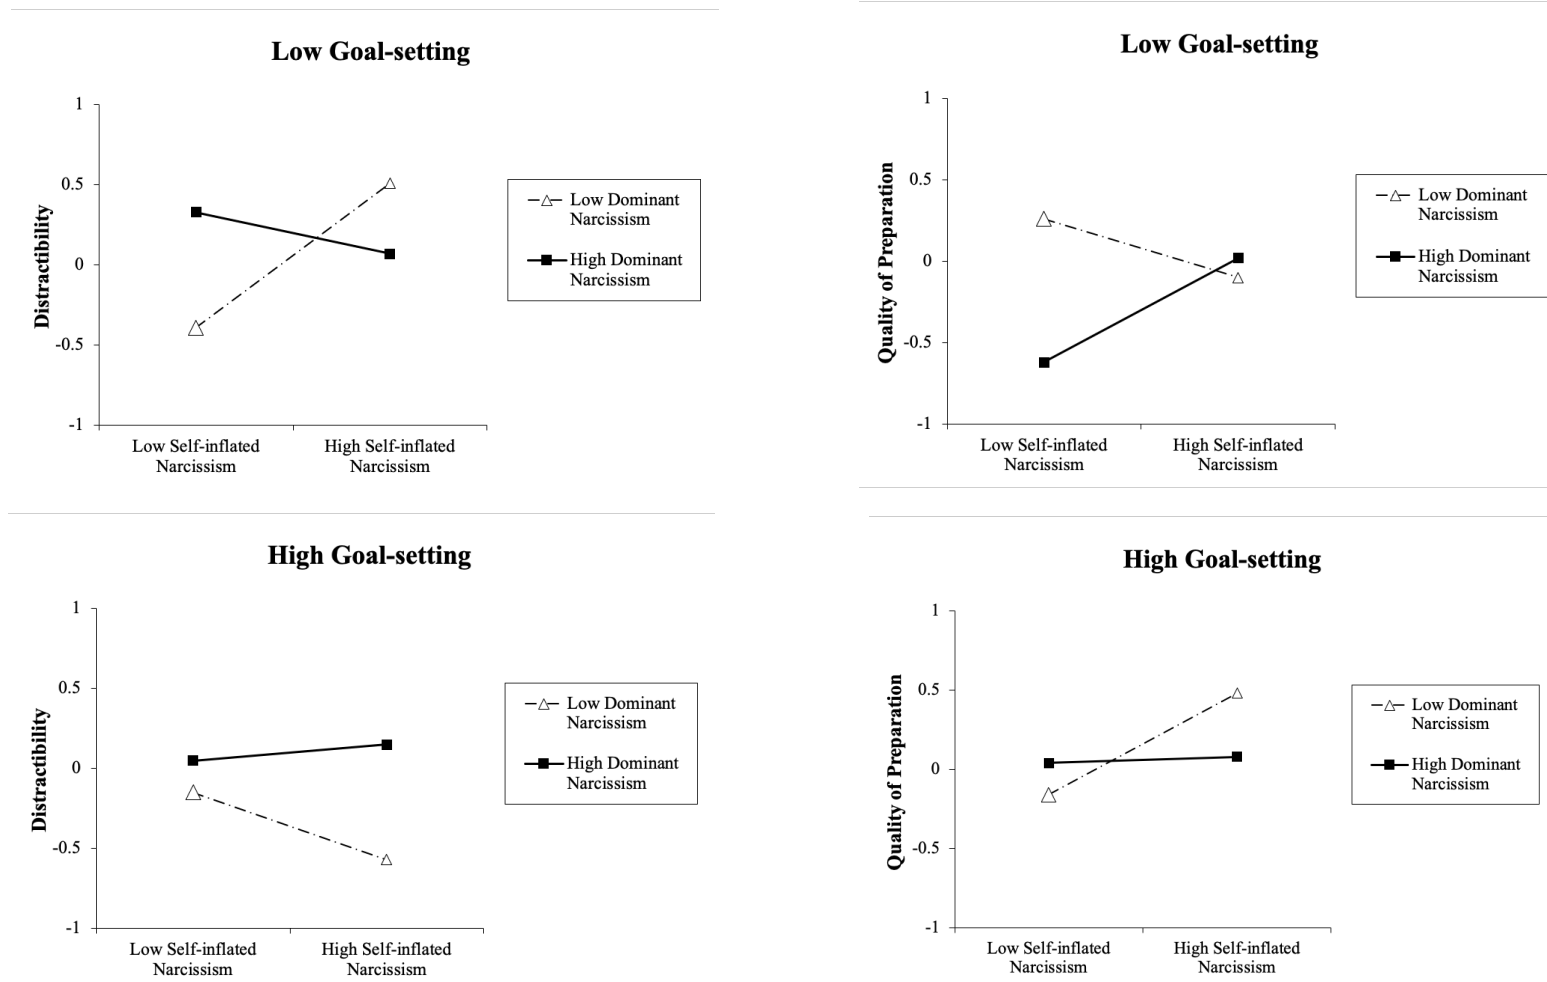 Low Goal-setting
1
0.5
0
-0.5
-1
Distractibility
Low Self-inflated
Narcissism
High Self-inflated
Narcissism
Low Dominant
Narcissism
High Dominant
Narcissism
Low Goal-setting
1
0.5
0
-0.5
-1
Quality of Preparation
Low Self-inflated
Narcissism
High Self-inflated
Narcissism
Low Dominant
Narcissism
High Dominant
Narcissism
High Goal-setting
1
0.5
0
-0.5
-1
Distractibility
Low Self-inflated
Narcissism
High Self-inflated
Narcissism
Low Dominant
Narcissism
High Dominant
Narcissism
High Goal-setting
1
0.5
0
-0.5
-1
Quality of Preparation
Low Self-inflated
Narcissism
High Self-inflated
Narcissism
Low Dominant
Narcissism
High Dominant
Narcissism